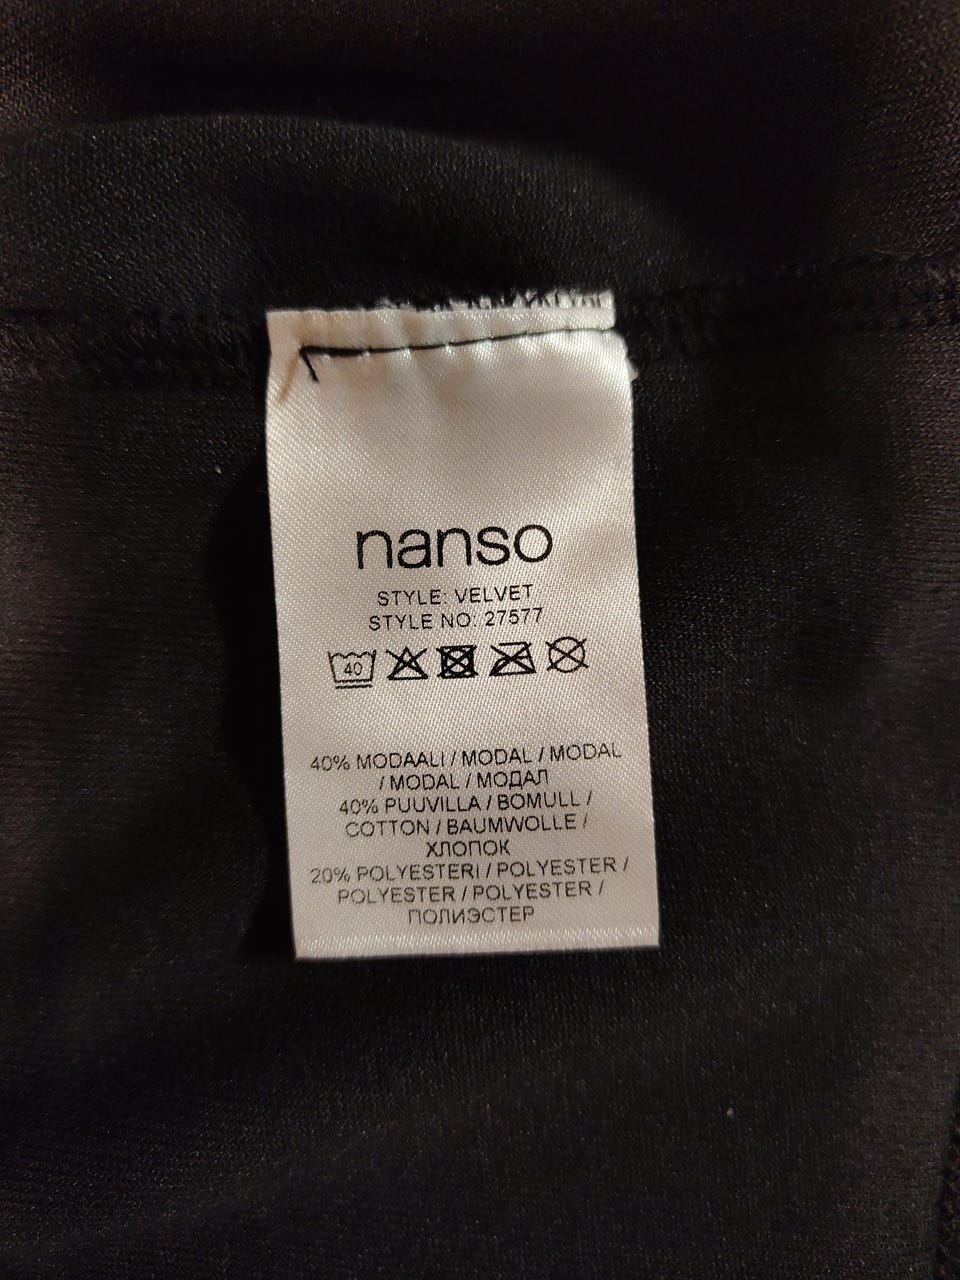 nanso
STYLE: VELVET
STYLE NO: 27577
40
40% MODAALI / MODAL / MODAL
/ MODAL / МОДАЛ
40% PUUVILLA / BOMULL /
COTTON / BAUMWOLLE /
ХЛОПОК
20% POLYESTERI / POLYESTER /
POLYESTER / POLYESTER /
ПОЛИЭСТЕР